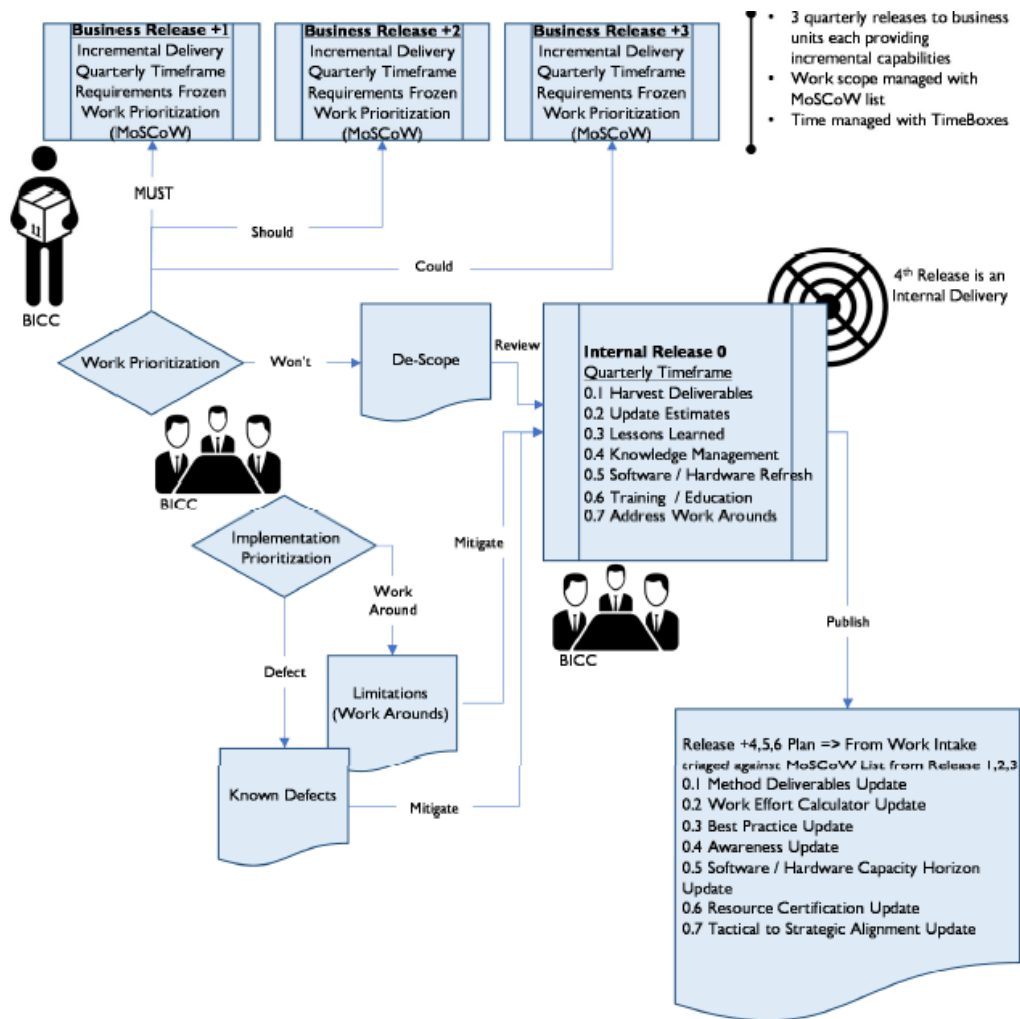 Business Release +1
Incremental Delivery
Quarterly Timeframe
Requirements Frozen
Work Prioritization
(MoSCoW)
Business Release +2
Incremental Delivery
Quarterly Timeframe
Requirements Frozen
Work Prioritization
(MoSCoW)
Business Release +3
Incremental Delivery
Quarterly Timeframe
Requirements Frozen
Work Prioritization
(MoSCoW)
• 3 quarterly releases to business
units each providing
incremental capabilities
• Work scope managed with
MoSCoW list
• Time managed with TimeBoxes
MUST
Should
Could
BICC
4th Release is an
Internal Delivery
Work Prioritization
Won't
De-Scope
Review
Internal Release 0
Quarterly Timeframe
0.1 Harvest Deliverables
0.2 Update Estimates
0.3 Lessons Learned
0.4 Knowledge Management
0.5 Software / Hardware Refresh
0.6 Training / Education
0.7 Address Work Arounds
BICC
Implementation
Prioritization
Mitigate
Work
Around
BICC
Publish
Defect
Limitations
(Work Arounds)
Known Defects
Mitigate
Release +4,5,6 Plan => From Work Intake
triaged against MoSCoW List from Release 1,2,3
0.1 Method Deliverables Update
0.2 Work Effort Calculator Update
0.3 Best Practice Update
0.4 Awareness Update
0.5 Software / Hardware Capacity Horizon
Update
0.6 Resource Certification Update
0.7 Tactical to Strategic Alignment Update